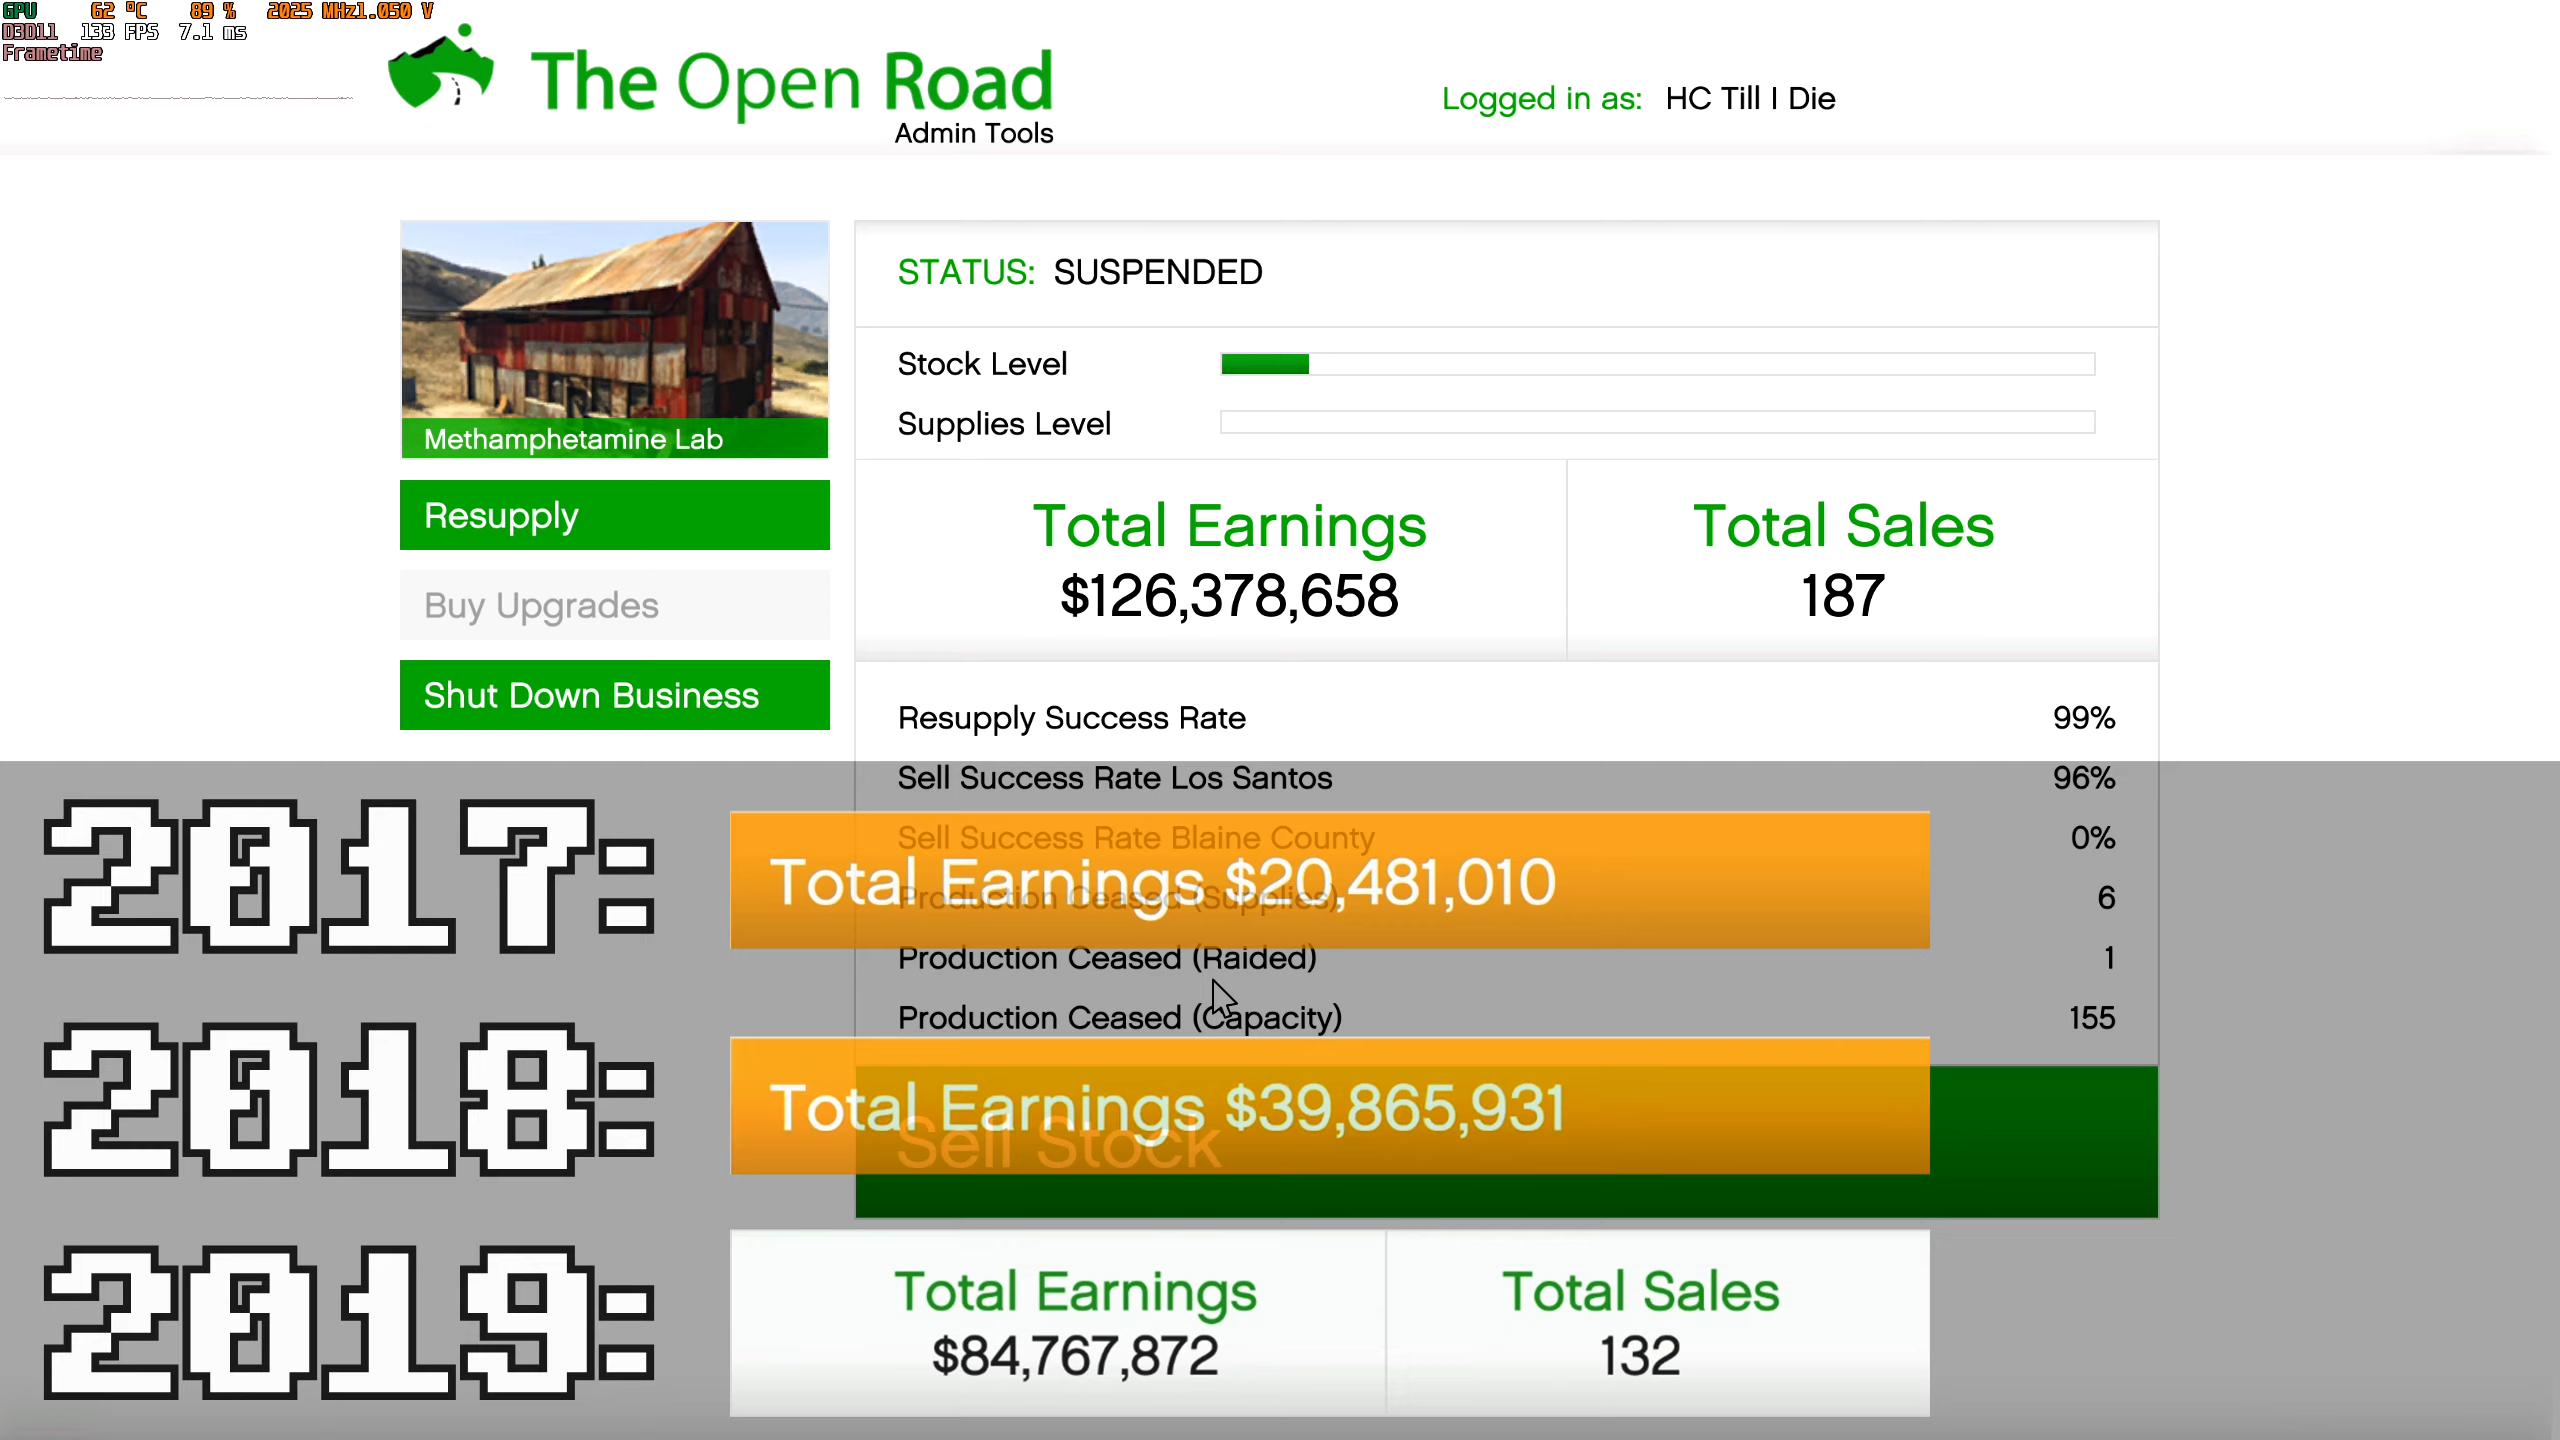 GPU 62 °C 89 % 2025 MHz1.050 V
D3D11 133 FPS 7.1 ms
Frametime
The Open Road
Admin Tools
Logged in as: HC Till I Die
STATUS: SUSPENDED
Stock Level
Supplies Level
Methamphetamine Lab
Resupply
Buy Upgrades
Shut Down Business
Total Earnings
$126,378,658
Total Sales
187
Resupply Success Rate 99%
Sell Success Rate Los Santos 96%
Sell Success Rate Blaine County 0%
Production Ceased (Supplies) 6
Production Ceased (Raided) 1
Production Ceased (Capacity) 155
Sell Stock
2017: Total Earnings $20,481,010
2018: Total Earnings $39,865,931
2019:
Total Earnings
$84,767,872
Total Sales
132